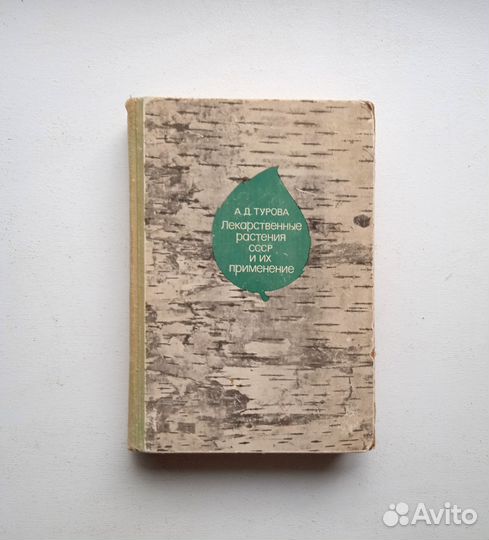 А.Д. ТУРОВА
Лекарственные
растения
СССР
и их
применение
Avito